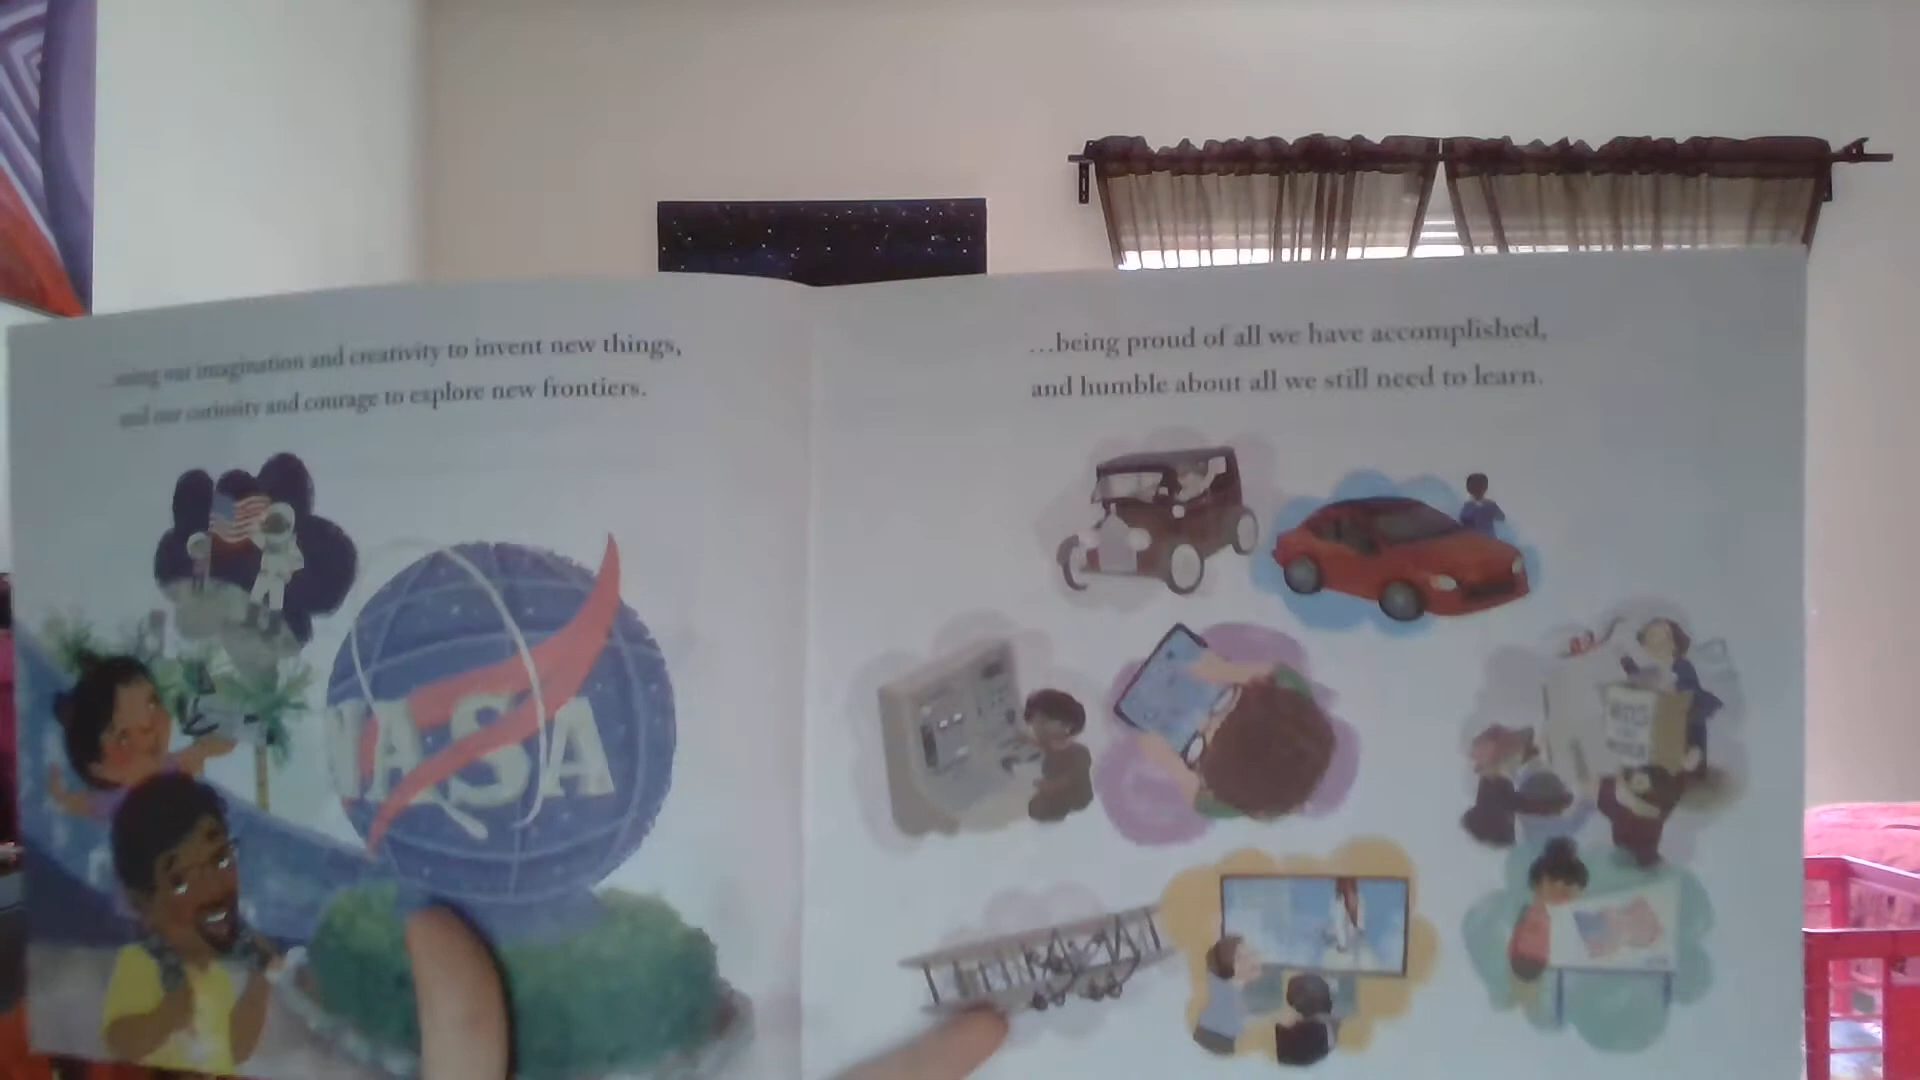 ...using our imagination and creativity to invent new things,
and our curiosity and courage to explore new frontiers.
NASA
...being proud of all we have accomplished,
and humble about all we still need to learn.
VOTES